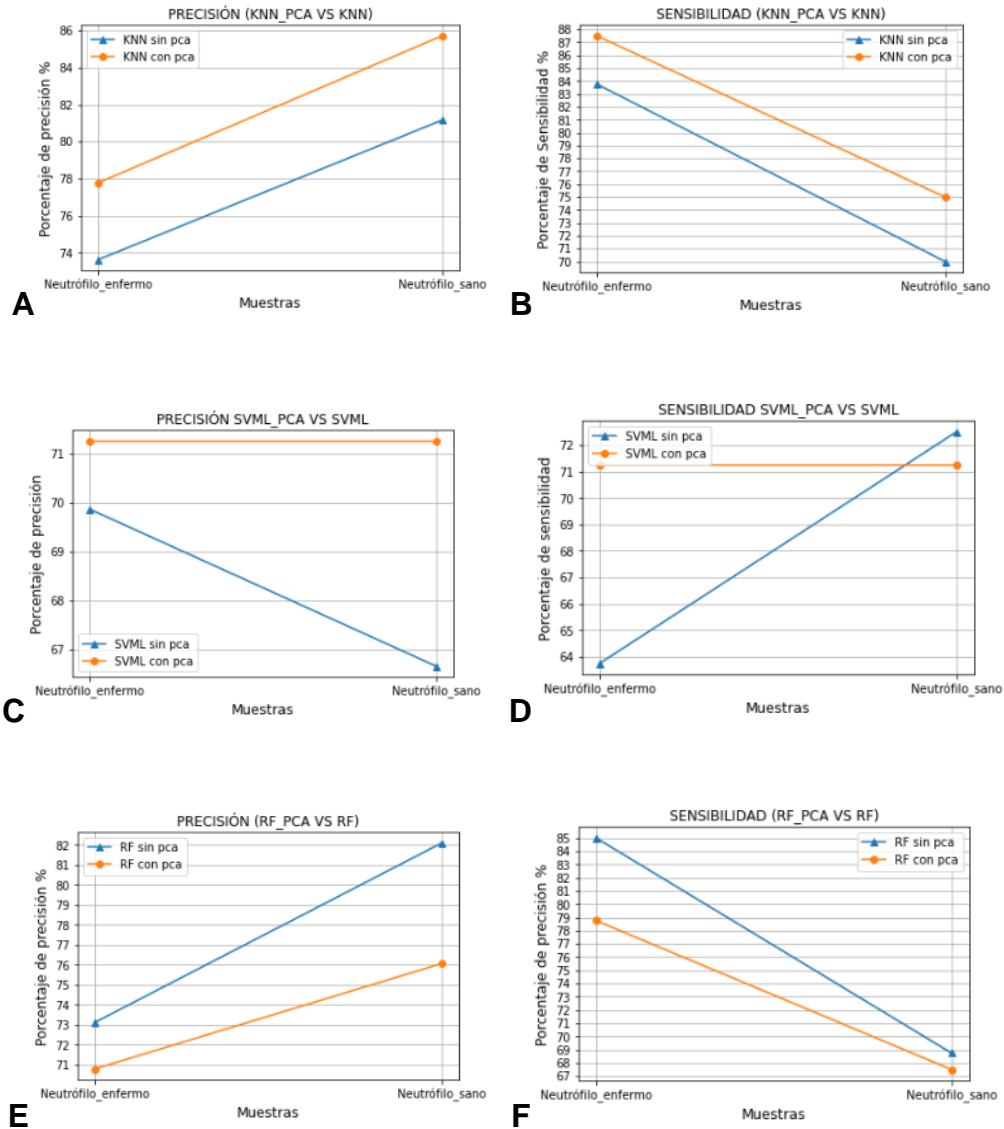 PRECISIÓN (KNN_PCA VS KNN)
KNN sin pca
KNN con pca
Porcentaje de precisión %
86
84
82
80
78
76
74
Neutrófilo_enfermo
Neutrófilo_sano
Muestras
A
SENSIBILIDAD (KNN_PCA VS KNN)
KNN sin pca
KNN con pca
Porcentaje de Sensibilidad %
88
87
86
85
84
83
82
81
80
79
78
77
76
75
74
73
72
71
70
Neutrófilo_enfermo
Neutrófilo_sano
Muestras
B
PRECISIÓN SVML_PCA VS SVML
Porcentaje de precisión
71
70
69
68
67
SVML sin pca
SVML con pca
Neutrófilo_enfermo
Neutrófilo_sano
Muestras
C
SENSIBILIDAD SVML_PCA VS SVML
SVML sin pca
SVML con pca
Porcentaje de sensibilidad
72
71
70
69
68
67
66
65
64
Neutrófilo_enfermo
Neutrófilo_sano
Muestras
D
PRECISIÓN (RF_PCA VS RF)
RF sin pca
RF con pca
Porcentaje de precisión %
82
81
80
79
78
77
76
75
74
73
72
71
Neutrófilo_enfermo
Neutrófilo_sano
Muestras
E
SENSIBILIDAD (RF_PCA VS RF)
RF sin pca
RF con pca
Porcentaje de precisión %
85
84
83
82
81
80
79
78
77
76
75
74
73
72
71
70
69
68
67
Neutrófilo_enfermo
Neutrófilo_sano
Muestras
F